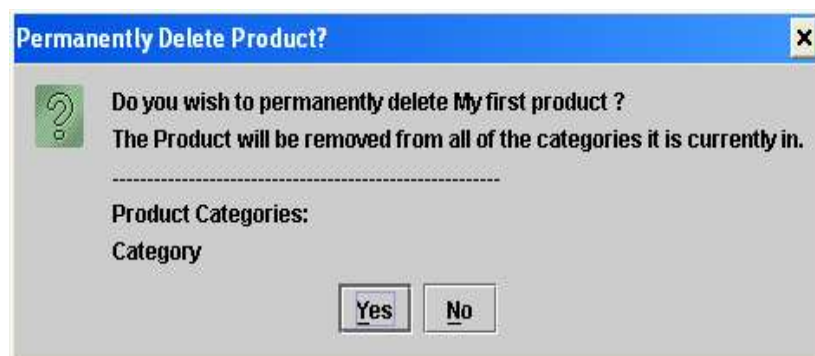 Permanently Delete Product?
Do you wish to permanently delete My first product ?
The Product will be removed from all of the categories it is currently in.
--------------------------------------------------------
Product Categories:
Category
Yes No